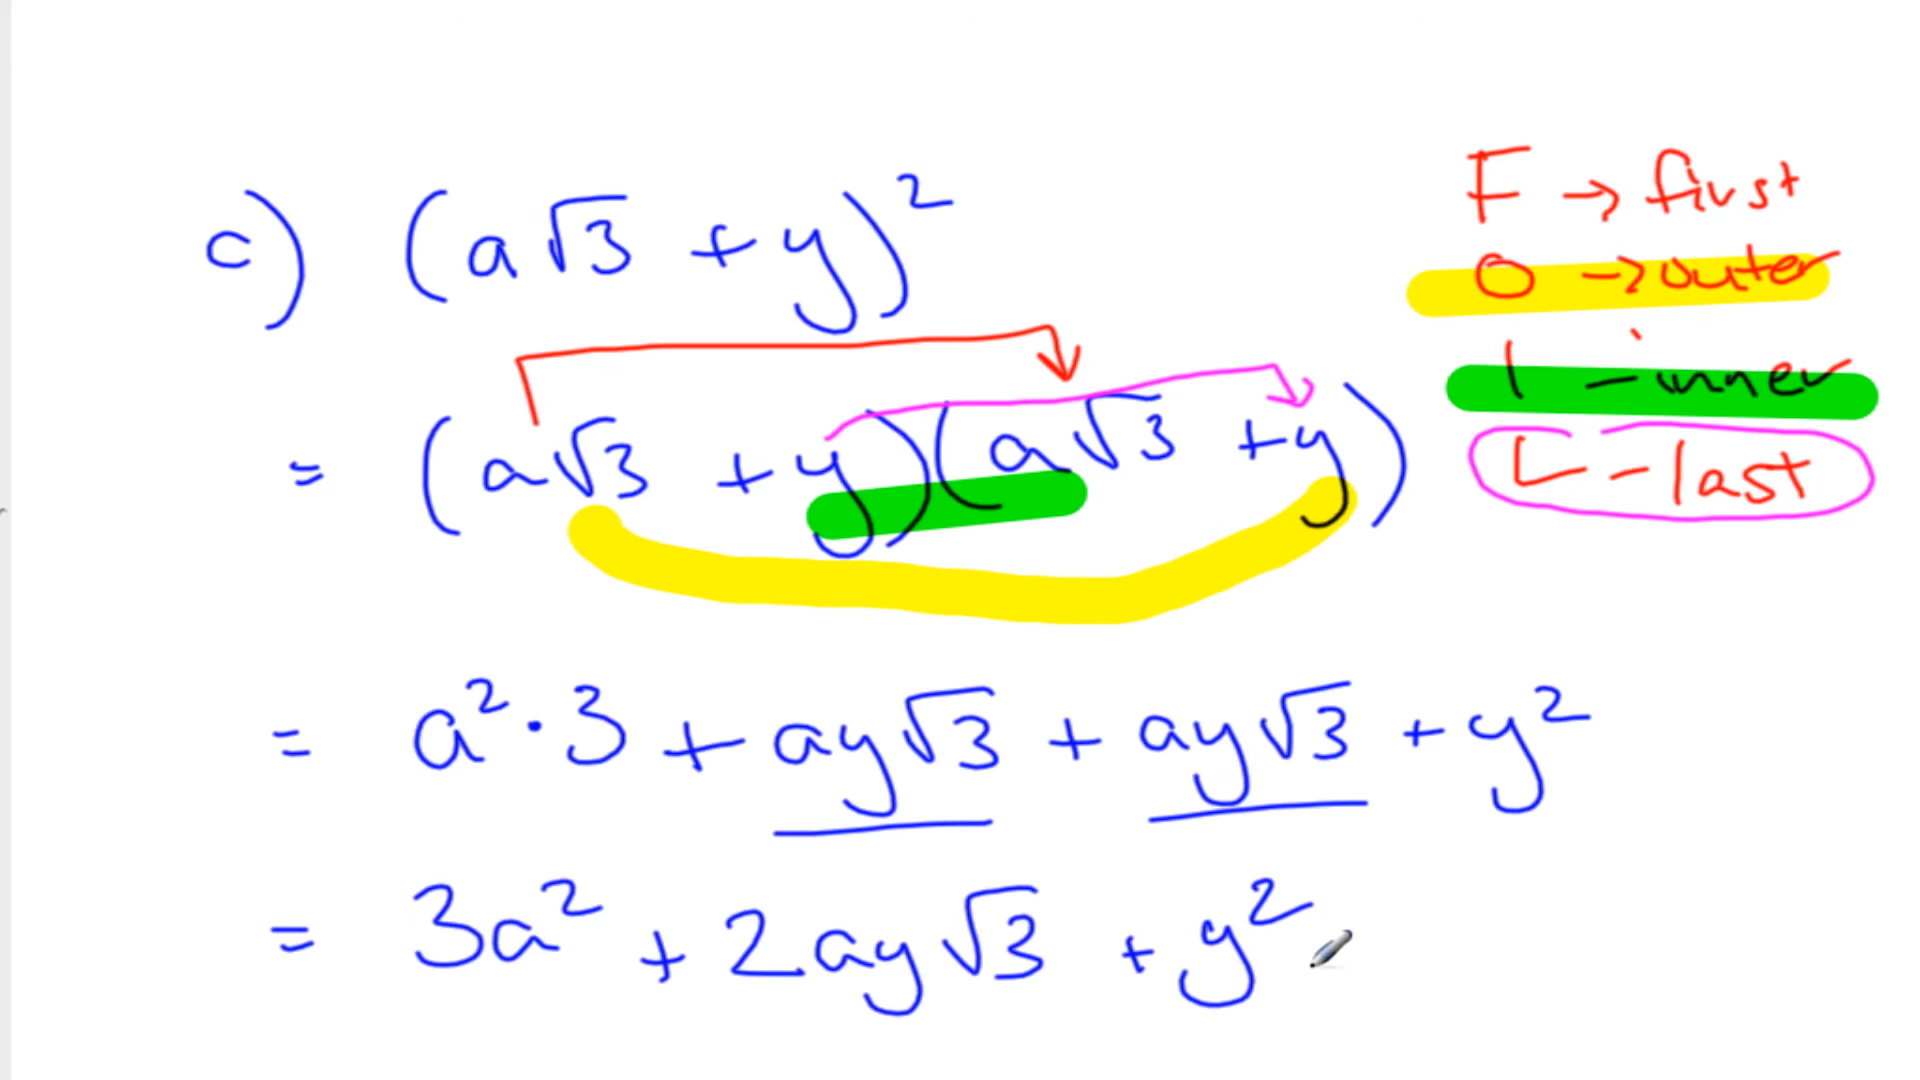 c) (a√3 + y)²
= (a√3 + y)(a√3 + y)
= a² · 3 + ay√3 + ay√3 + y²
= 3a² + 2ay√3 + y²
F → first
O → outer
I – inner
L – last